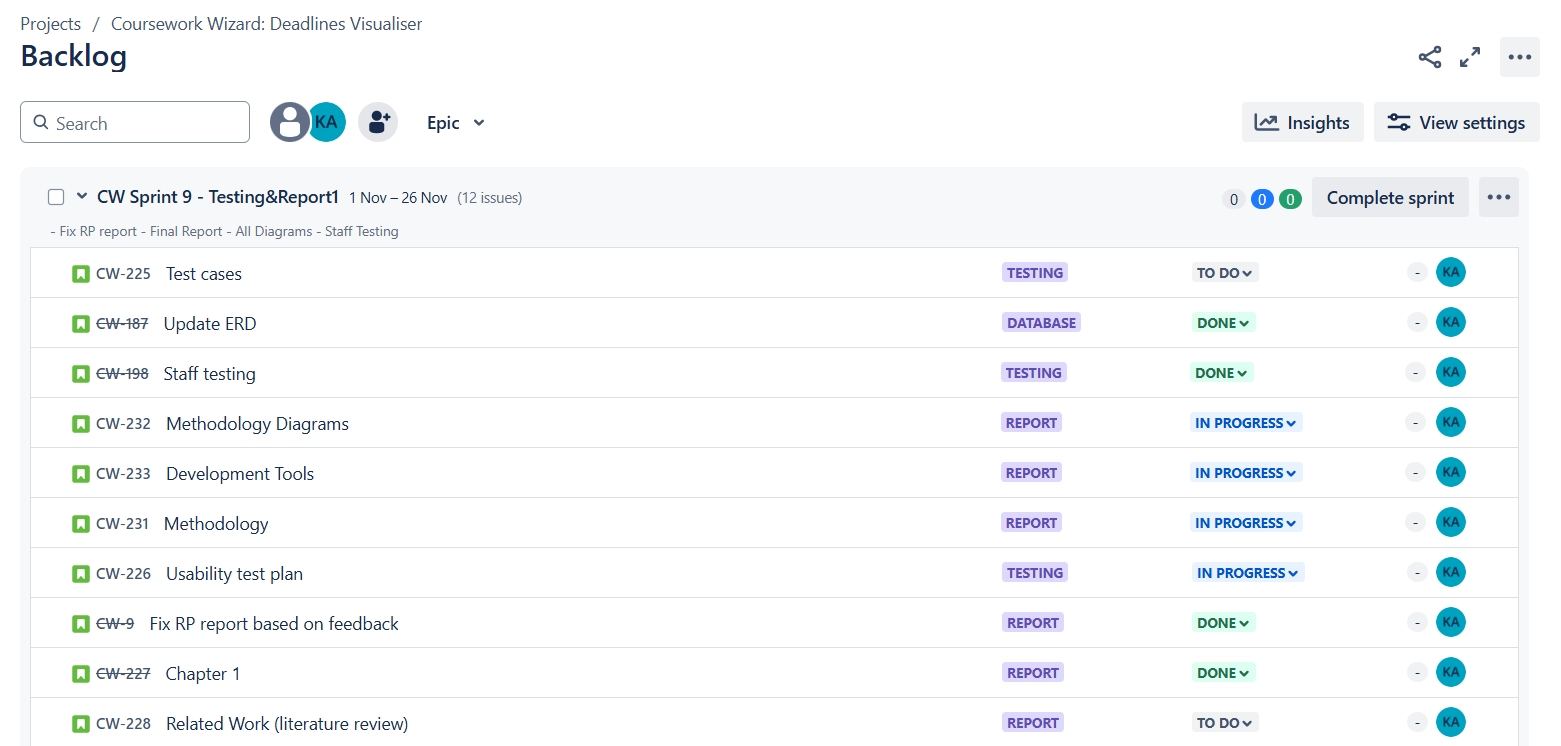 Projects / Coursework Wizard: Deadlines Visualiser
Backlog
Search KA Epic Insights View settings
CW Sprint 9 - Testing&Report1 1 Nov – 26 Nov (12 issues) 0 0 0 Complete sprint
- Fix RP report - Final Report - All Diagrams - Staff Testing
CW-225 Test cases TESTING TO DO - KA
CW-187 Update ERD DATABASE DONE - KA
CW-198 Staff testing TESTING DONE - KA
CW-232 Methodology Diagrams REPORT IN PROGRESS - KA
CW-233 Development Tools REPORT IN PROGRESS - KA
CW-231 Methodology REPORT IN PROGRESS - KA
CW-226 Usability test plan TESTING IN PROGRESS - KA
CW-9 Fix RP report based on feedback REPORT DONE - KA
CW-227 Chapter 1 REPORT DONE - KA
CW-228 Related Work (literature review) REPORT TO DO - KA